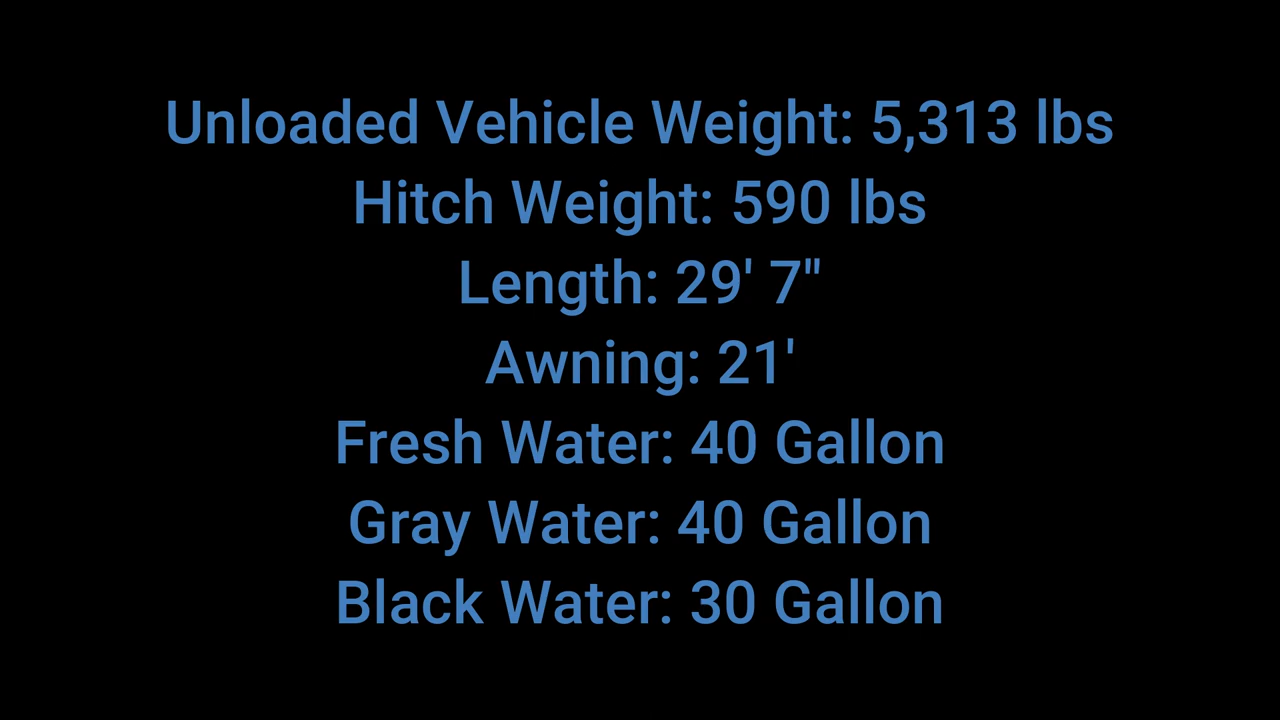 Unloaded Vehicle Weight: 5,313 lbs
Hitch Weight: 590 lbs
Length: 29' 7"
Awning: 21'
Fresh Water: 40 Gallon
Gray Water: 40 Gallon
Black Water: 30 Gallon